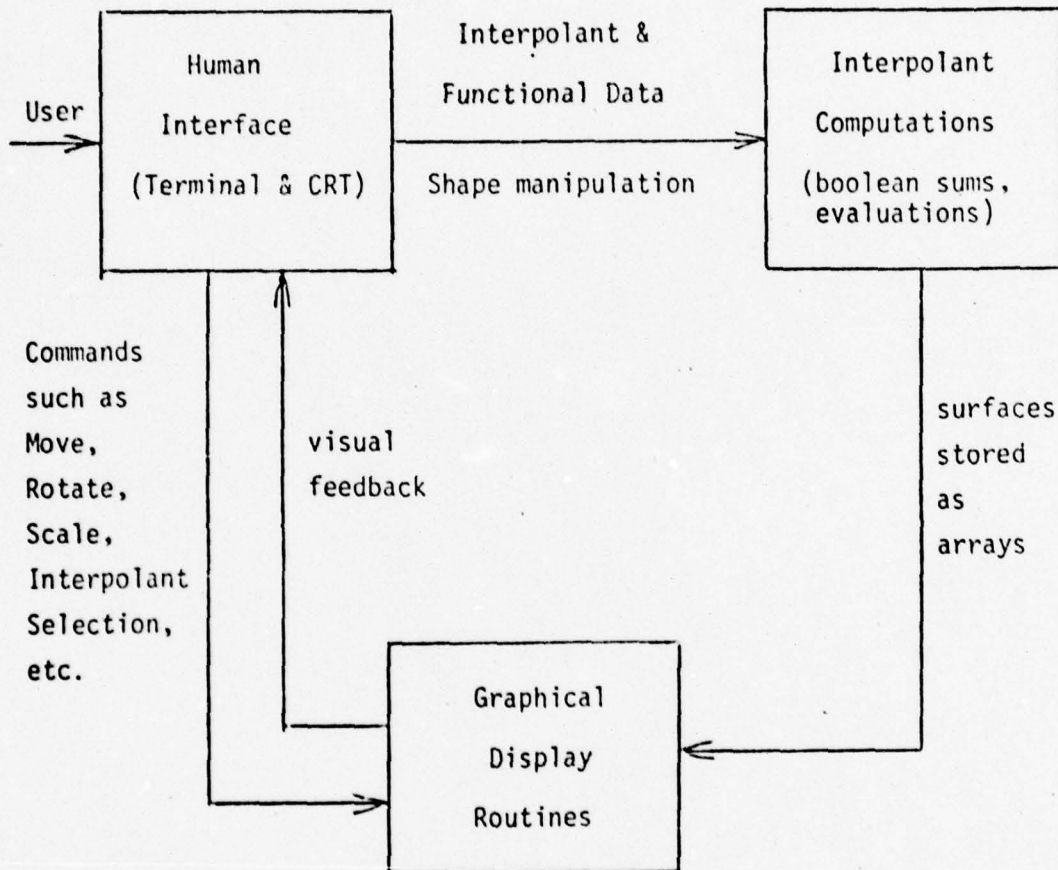 User
Human
Interface
(Terminal & CRT)
Interpolant &
Functional Data
Shape manipulation
Interpolant
Computations
(boolean sums,
evaluations)
Commands
such as
Move,
Rotate,
Scale,
Interpolant
Selection,
etc.
visual
feedback
surfaces
stored
as
arrays
Graphical
Display
Routines